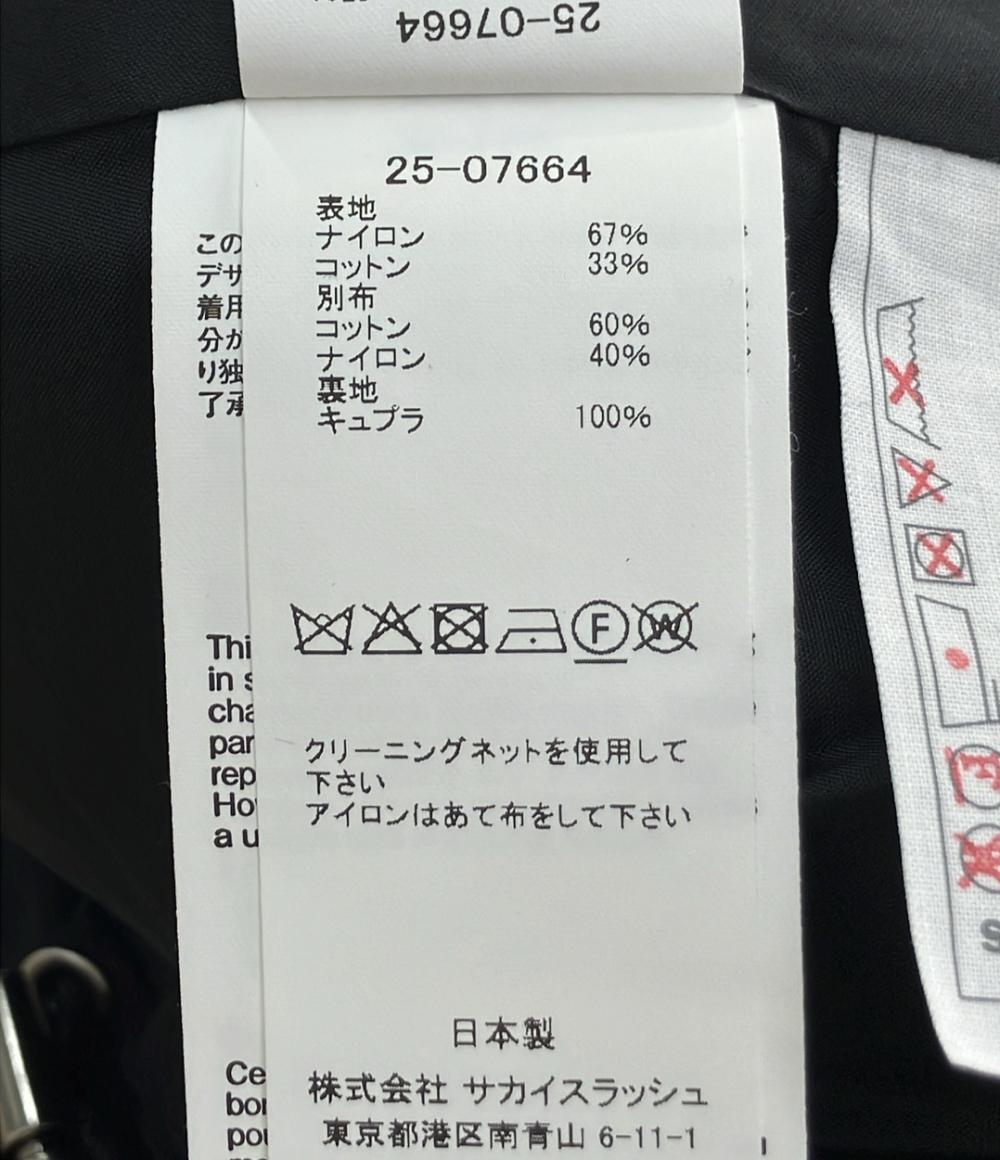 25-07664
25-07664
表地
ナイロン 67%
コットン 33%
別布
コットン 60%
ナイロン 40%
裏地
キュプラ 100%
F
W
クリーニングネットを使用して
下さい
アイロンはあて布をして下さい
日本製
株式会社 サカイスラッシュ
東京都港区南青山 6-11-1
この
デザ
着用
分か
り独
了承
Thi
in s
cha
par
rep
Ho
a u
Ce
bor
pou
F
W
S